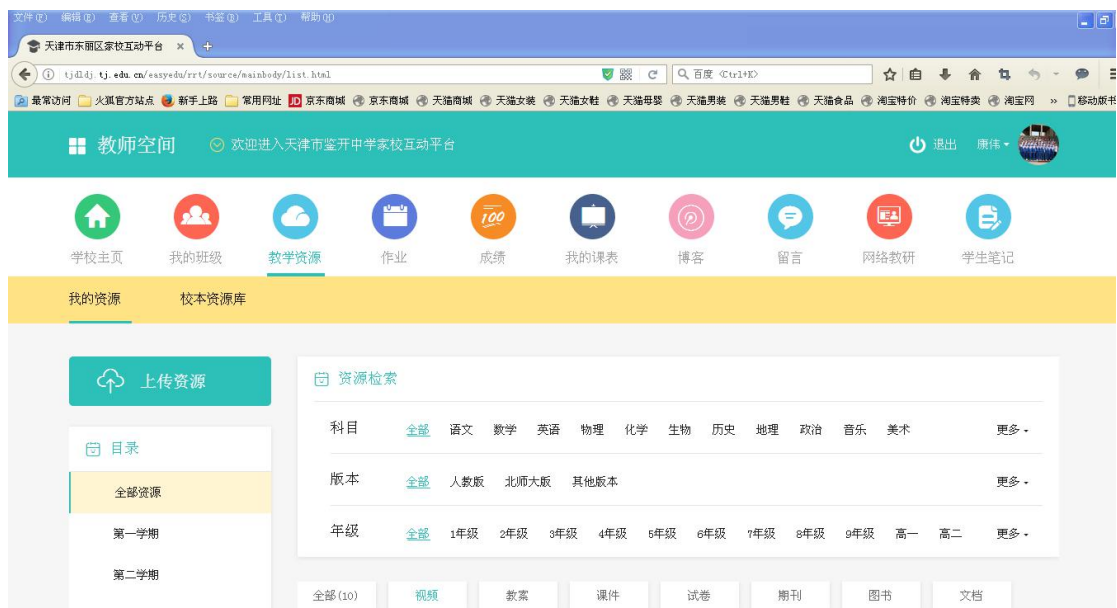 文件(F) 编辑(E) 查看(V) 历史(S) 书签(B) 工具(T) 帮助(H)
天津市东丽区家校互动平台 × +
tjdldj.tj.edu.cn/easyedu/rrt/source/mainbody/list.html 百度 <Ctrl+K>
最常访问 火狐官方站点 新手上路 常用网址 JD 京东商城 京东商城 天猫商城 天猫女装 天猫女鞋 天猫母婴 天猫男装 天猫男鞋 天猫食品 淘宝特价 淘宝特卖 淘宝网 » 移动版书
教师空间 欢迎进入天津市鉴开中学家校互动平台 退出 康伟
100
学校主页 我的班级 教学资源 作业 成绩 我的课表 博客 留言 网络教研 学生笔记
我的资源 校本资源库
上传资源
资源检索
科目 全部 语文 数学 英语 物理 化学 生物 历史 地理 政治 音乐 美术 更多
目录
版本 全部 人教版 北师大版 其他版本 更多
全部资源
年级 全部 1年级 2年级 3年级 4年级 5年级 6年级 7年级 8年级 9年级 高一 高二 更多
第一学期
第二学期
全部(10) 视频 教案 课件 试卷 期刊 图书 文档